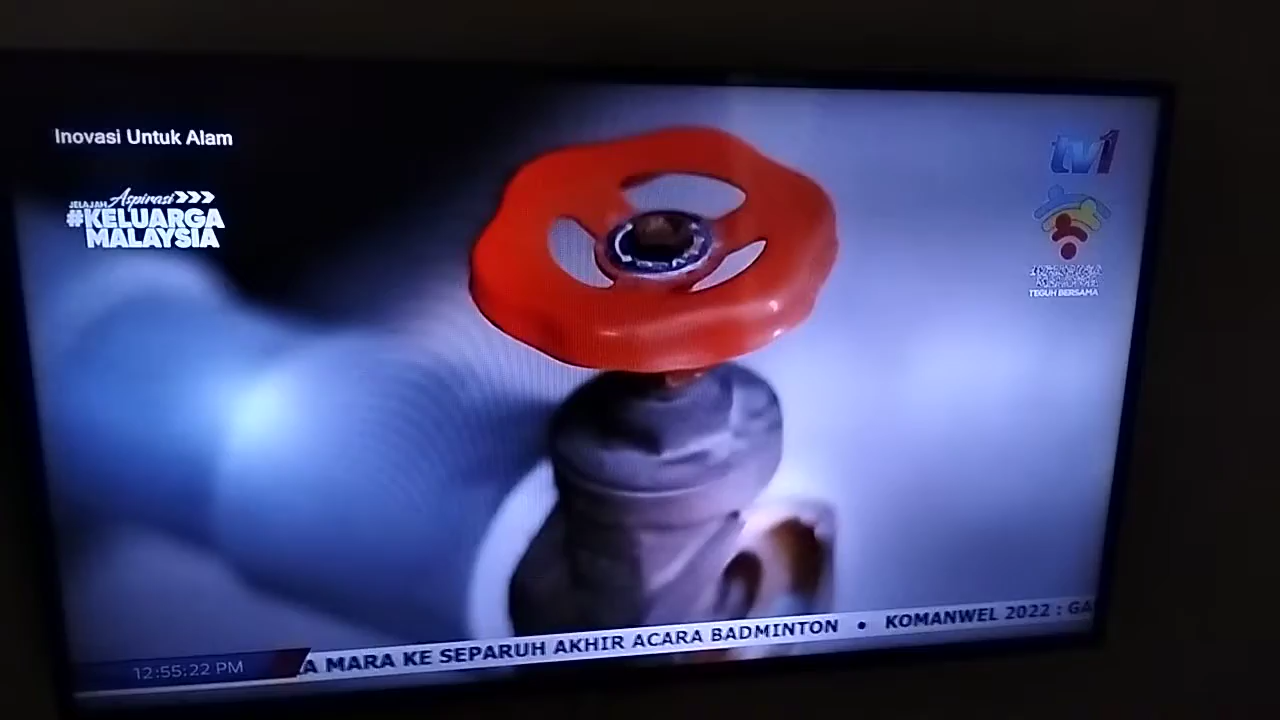 Inovasi Untuk Alam
tv1
JELAJAH Aspirasi
#KELUARGA
MALAYSIA
TEGUH BERSAMA
A MARA KE SEPARUH AKHIR ACARA BADMINTON • KOMANWEL 2022 : GA
12:55:22 PM